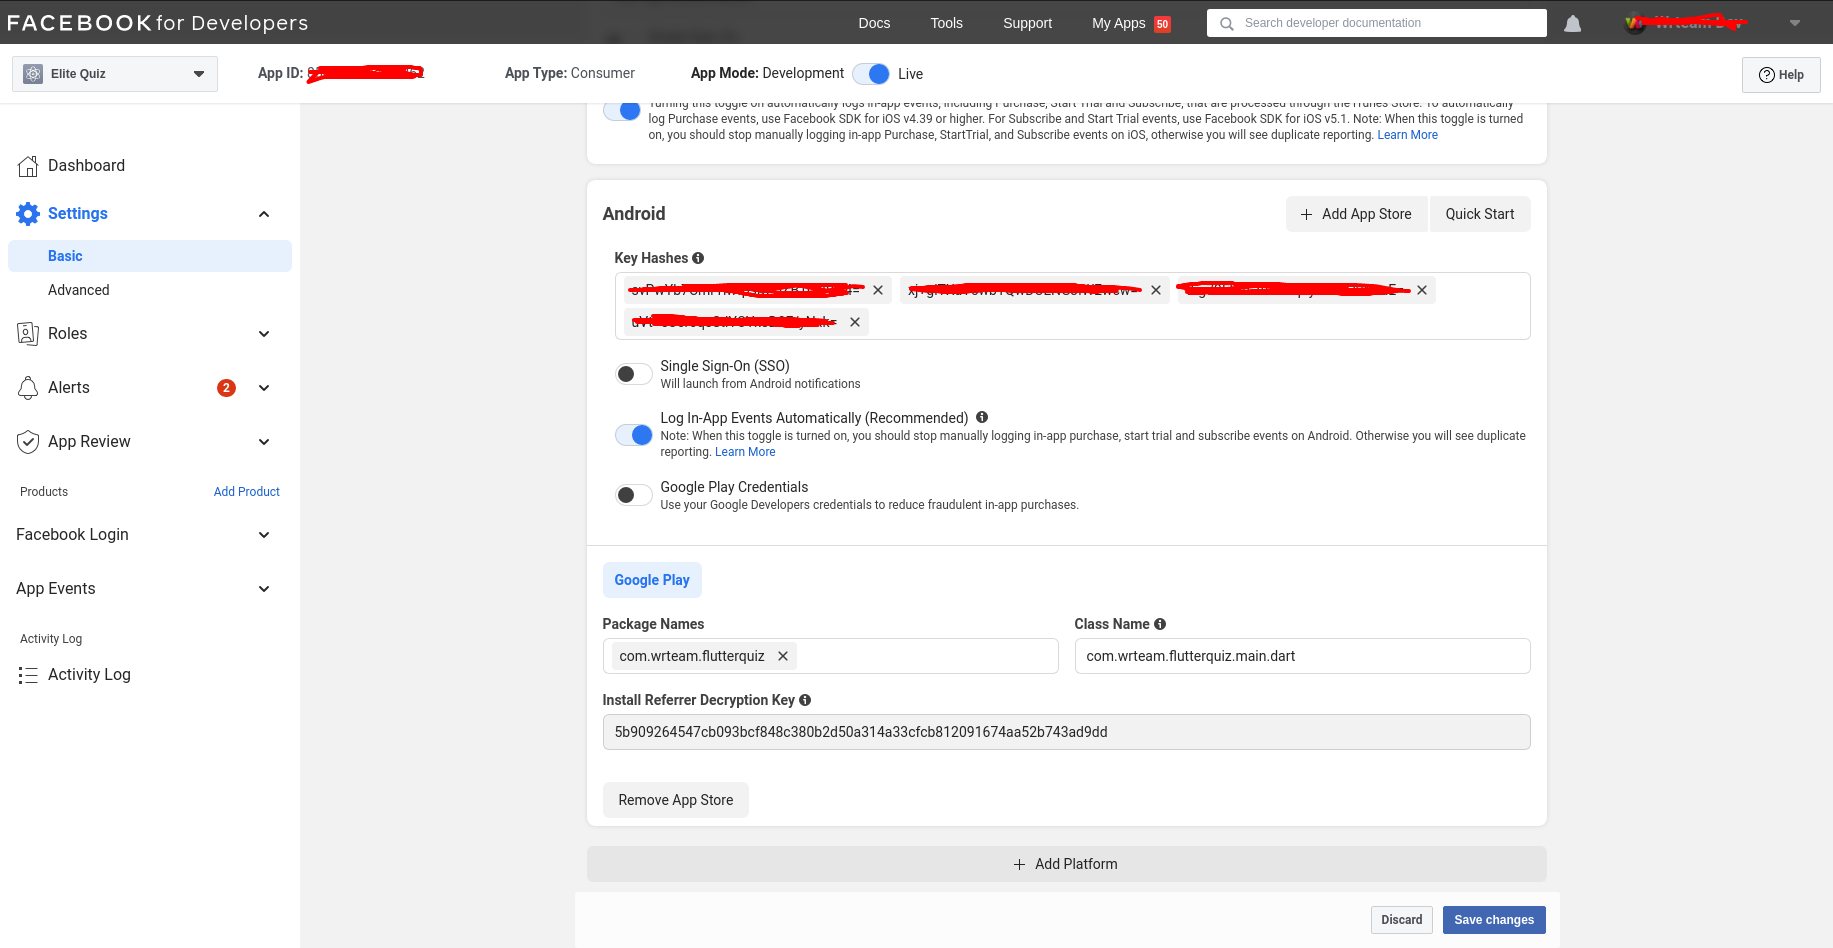 FACEBOOK for Developers
Docs Tools Support My Apps 50 Search developer documentation
Elite Quiz App ID: App Type: Consumer App Mode: Development Live Help
Turning this toggle on automatically logs in-app events, including Purchase, Start Trial and Subscribe, that are processed through the iTunes Store. To automatically
log Purchase events, use Facebook SDK for iOS v4.39 or higher. For Subscribe and Start Trial events, use Facebook SDK for iOS v5.1. Note: When this toggle is turned
on, you should stop manually logging in-app Purchase, StartTrial, and Subscribe events on iOS, otherwise you will see duplicate reporting. Learn More
Dashboard
Settings
Basic
Advanced
Roles
Alerts 2
App Review
Products Add Product
Facebook Login
App Events
Activity Log
Activity Log
Android
Add App Store Quick Start
Key Hashes
Single Sign-On (SSO)
Will launch from Android notifications
Log In-App Events Automatically (Recommended)
Note: When this toggle is turned on, you should stop manually logging in-app purchase, start trial and subscribe events on Android. Otherwise you will see duplicate
reporting. Learn More
Google Play Credentials
Use your Google Developers credentials to reduce fraudulent in-app purchases.
Google Play
Package Names Class Name
com.wrteam.flutterquiz com.wrteam.flutterquiz.main.dart
Install Referrer Decryption Key
5b909264547cb093bcf848c380b2d50a314a33cfcb812091674aa52b743ad9dd
Remove App Store
Add Platform
Discard Save changes